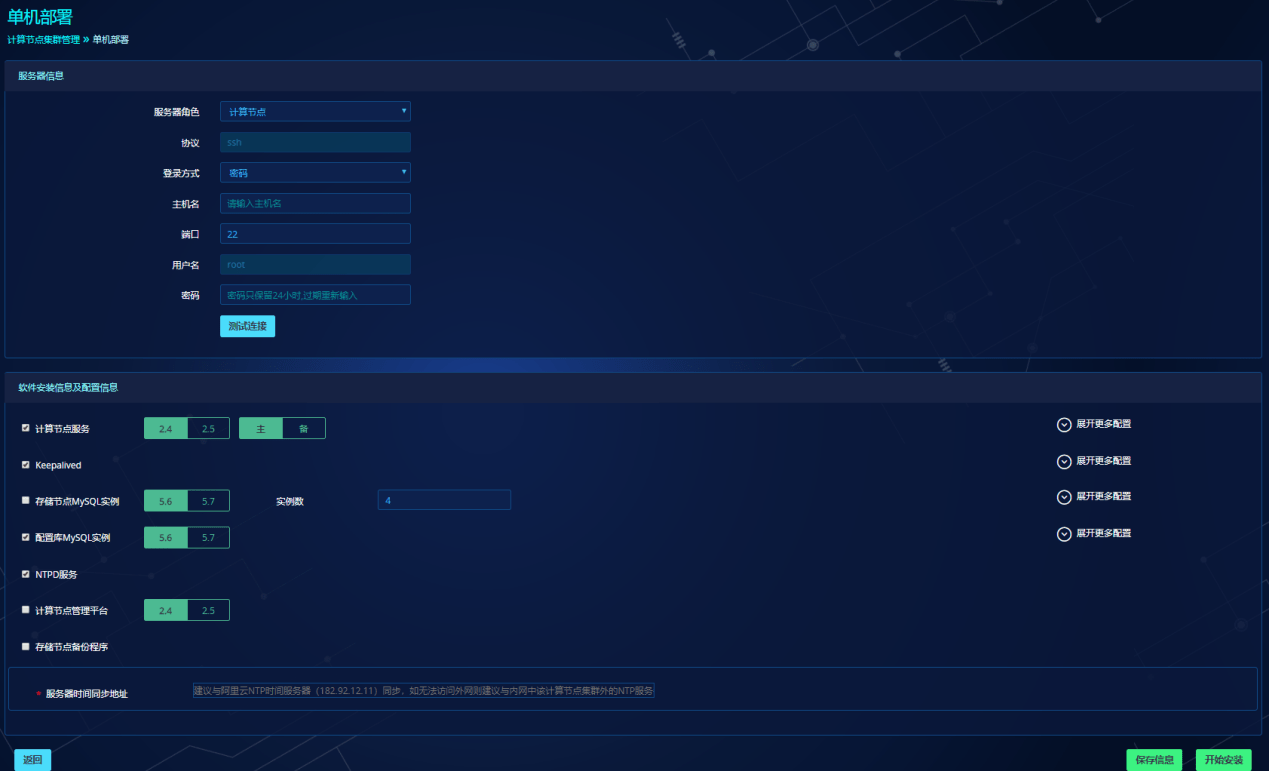 单机部署
计算节点集群管理 » 单机部署
服务器信息
服务器角色 计算节点
协议 ssh
登录方式 密码
主机名 请输入主机名
端口 22
用户名 root
密码 密码只保留24小时,过期重新输入
测试连接
软件安装信息及配置信息
计算节点服务 2.4 2.5 主 备 展开更多配置
Keepalived 展开更多配置
存储节点MySQL实例 5.6 5.7 实例数 4 展开更多配置
配置库MySQL实例 5.6 5.7 展开更多配置
NTPD服务
计算节点管理平台 2.4 2.5
存储节点备份程序
* 服务器时间同步地址 建议与阿里云NTP时间服务器（182.92.12.11）同步，如无法访问外网则建议与内网中该计算节点集群外的NTP服务
返回 保存信息 开始安装